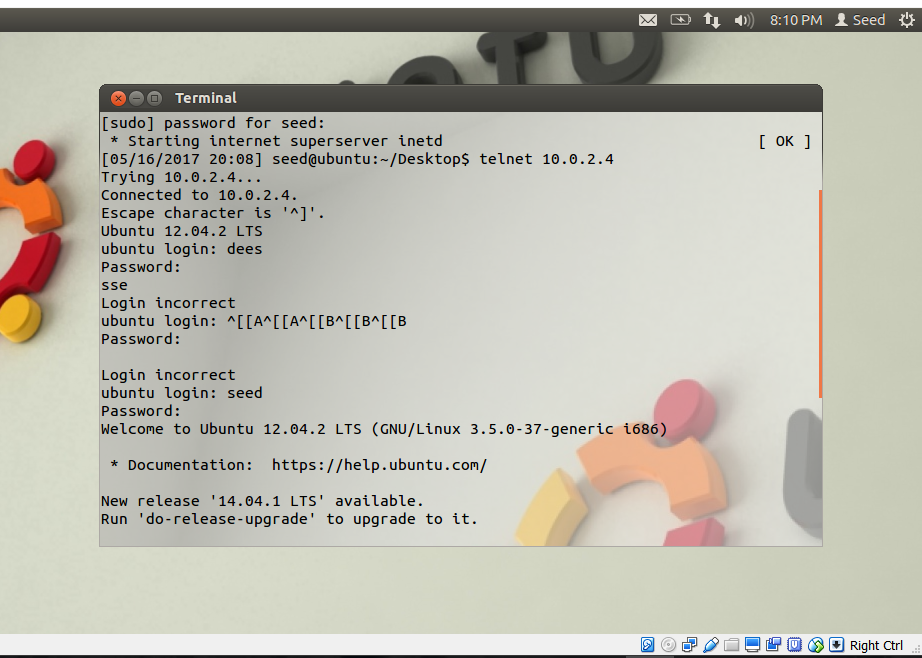 8:10 PM Seed
Terminal
[sudo] password for seed:
 * Starting internet superserver inetd [ OK ]
[05/16/2017 20:08] seed@ubuntu:~/Desktop$ telnet 10.0.2.4
Trying 10.0.2.4...
Connected to 10.0.2.4.
Escape character is '^]'.
Ubuntu 12.04.2 LTS
ubuntu login: dees
Password:
sse
Login incorrect
ubuntu login: ^[[A^[[A^[[B^[[B^[[B
Password:
Login incorrect
ubuntu login: seed
Password:
Welcome to Ubuntu 12.04.2 LTS (GNU/Linux 3.5.0-37-generic i686)
 * Documentation:  https://help.ubuntu.com/
New release '14.04.1 LTS' available.
Run 'do-release-upgrade' to upgrade to it.
Right Ctrl